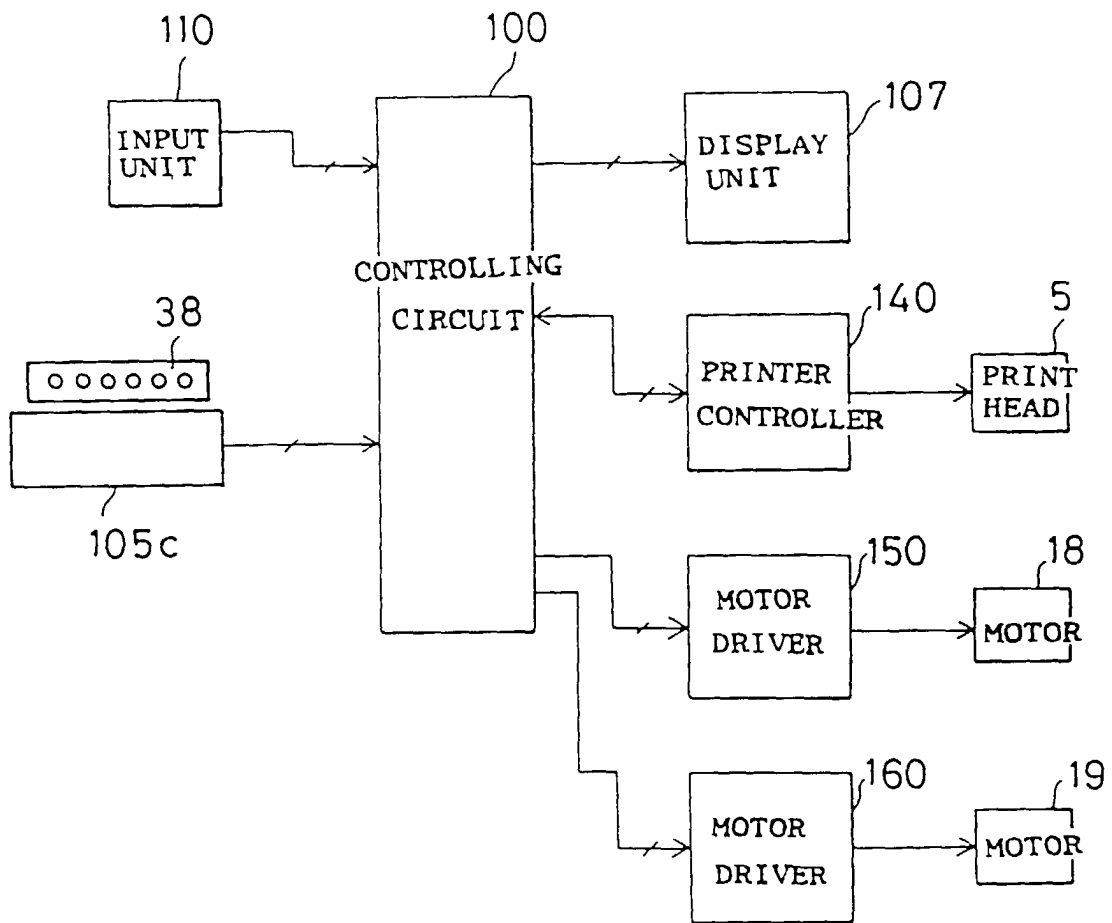 110
100
107
INPUT
UNIT
DISPLAY
UNIT
CONTROLLING
CIRCUIT
38
140
5
PRINTER
CONTROLLER
PRINT
HEAD
105c
150
18
MOTOR
DRIVER
MOTOR
160
19
MOTOR
DRIVER
MOTOR